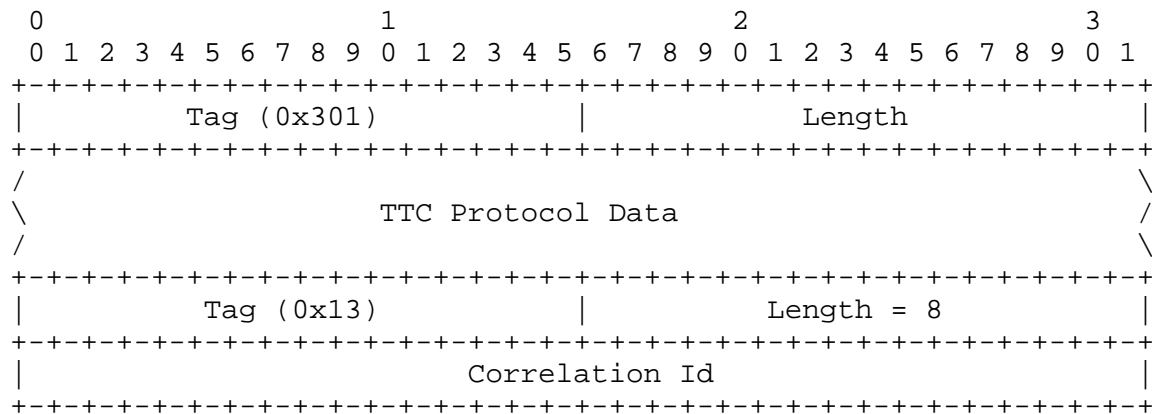 0                   1                   2                   3
 0 1 2 3 4 5 6 7 8 9 0 1 2 3 4 5 6 7 8 9 0 1 2 3 4 5 6 7 8 9 0 1
+-+-+-+-+-+-+-+-+-+-+-+-+-+-+-+-+-+-+-+-+-+-+-+-+-+-+-+-+-+-+-+-+
|         Tag (0x301)           |            Length             |
+-+-+-+-+-+-+-+-+-+-+-+-+-+-+-+-+-+-+-+-+-+-+-+-+-+-+-+-+-+-+-+-+
/                                                               \
\                    TTC Protocol Data                          /
/                                                               \
+-+-+-+-+-+-+-+-+-+-+-+-+-+-+-+-+-+-+-+-+-+-+-+-+-+-+-+-+-+-+-+-+
|          Tag (0x13)           |          Length = 8           |
+-+-+-+-+-+-+-+-+-+-+-+-+-+-+-+-+-+-+-+-+-+-+-+-+-+-+-+-+-+-+-+-+
|                         Correlation Id                        |
+-+-+-+-+-+-+-+-+-+-+-+-+-+-+-+-+-+-+-+-+-+-+-+-+-+-+-+-+-+-+-+-+